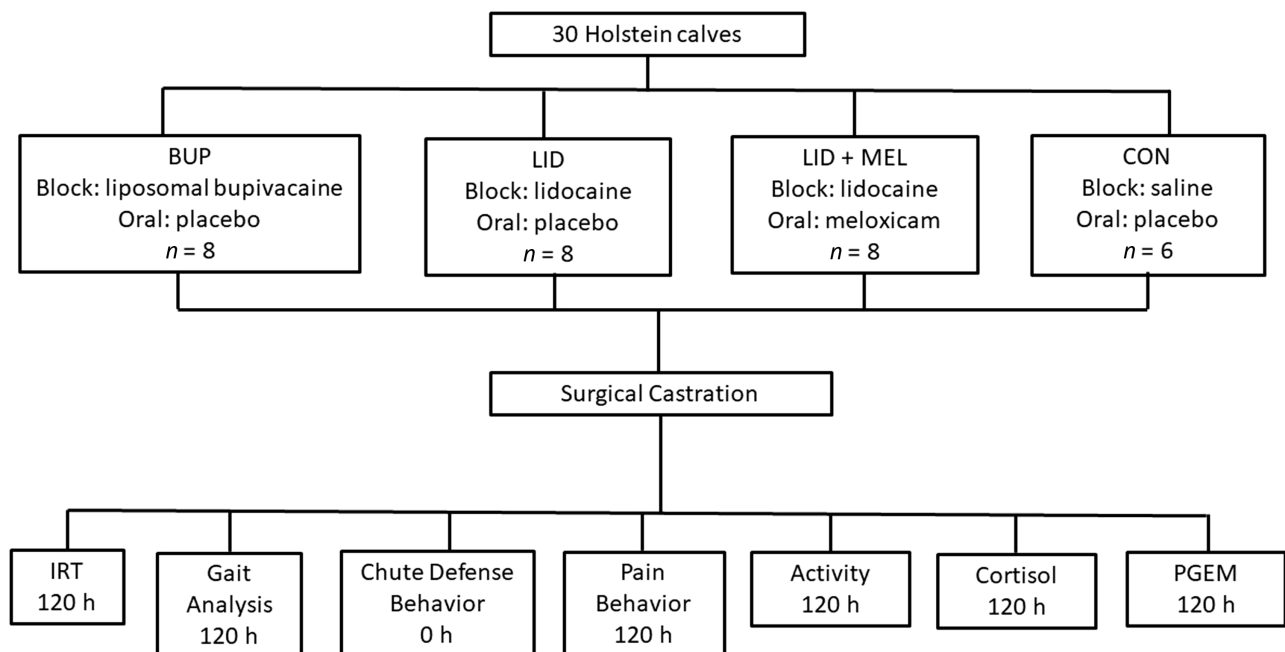 30 Holstein calves
BUP
Block: liposomal bupivacaine
Oral: placebo
n = 8
LID
Block: lidocaine
Oral: placebo
n = 8
LID + MEL
Block: lidocaine
Oral: meloxicam
n = 8
CON
Block: saline
Oral: placebo
n = 6
Surgical Castration
IRT
120 h
Gait
Analysis
120 h
Chute Defense
Behavior
0 h
Pain
Behavior
120 h
Activity
120 h
Cortisol
120 h
PGEM
120 h